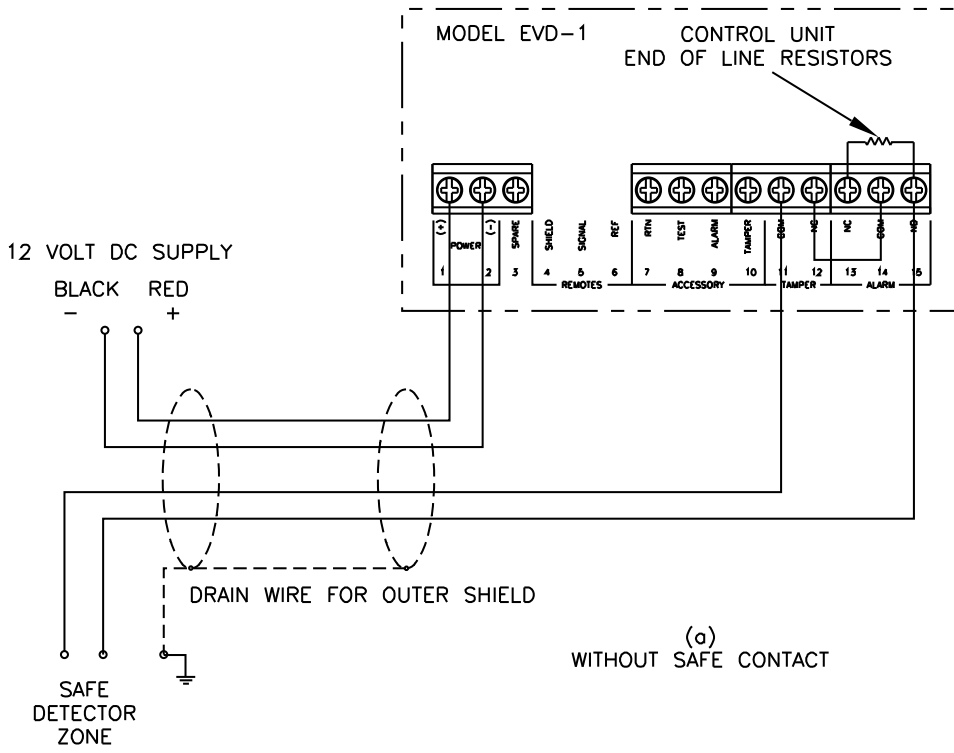 MODEL EVD-1
CONTROL UNIT
END OF LINE RESISTORS
(+)
POWER
(-)
SPARE
SHIELD
SIGNAL
REF
RTN
TEST
ALARM
TAMPER
COM
NC
NC
COM
NO
1 2 3 4 5 6 7 8 9 10 11 12 13 14 15
REMOTES ACCESSORY TAMPER ALARM
12 VOLT DC SUPPLY
BLACK RED
- +
DRAIN WIRE FOR OUTER SHIELD
(a)
WITHOUT SAFE CONTACT
SAFE
DETECTOR
ZONE